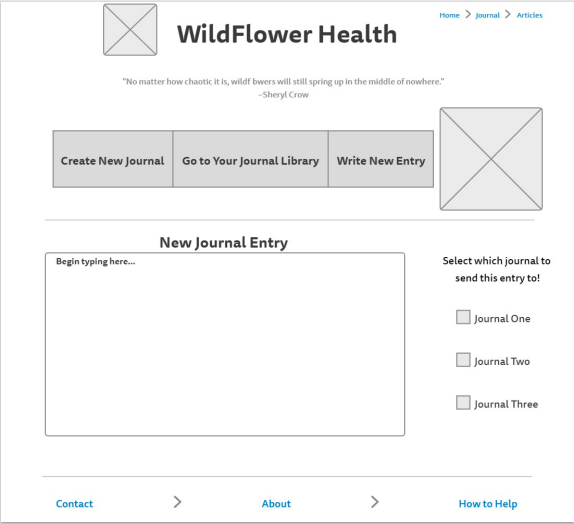 Home > Journal > Articles
WildFlower Health
"No matter how chaotic it is, wildf bwers will still spring up in the middle of nowhere."
–Sheryl Crow
Create New Journal
Go to Your Journal Library
Write New Entry
New Journal Entry
Begin typing here...
Select which journal to
send this entry to!
Journal One
Journal Two
Journal Three
Contact > About > How to Help